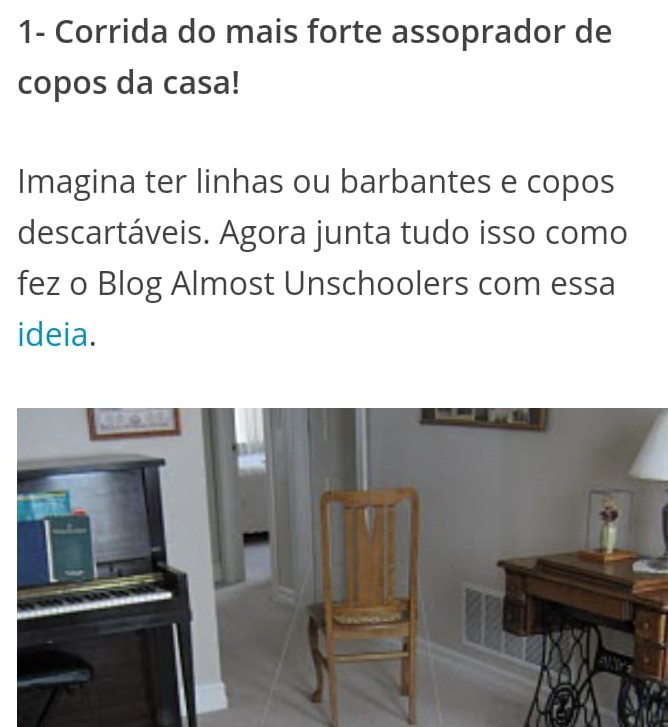 1- Corrida do mais forte assoprador de
copos da casa!
Imagina ter linhas ou barbantes e copos
descartáveis. Agora junta tudo isso como
fez o Blog Almost Unschoolers com essa
ideia.